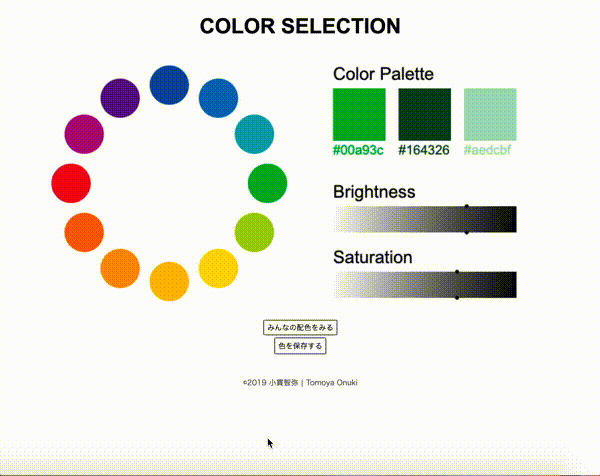 COLOR SELECTION
Color Palette
#00a93c #164326 #aedcbf
Brightness
Saturation
みんなの配色をみる
色を保存する
©2019 小貫智弥 | Tomoya Onuki